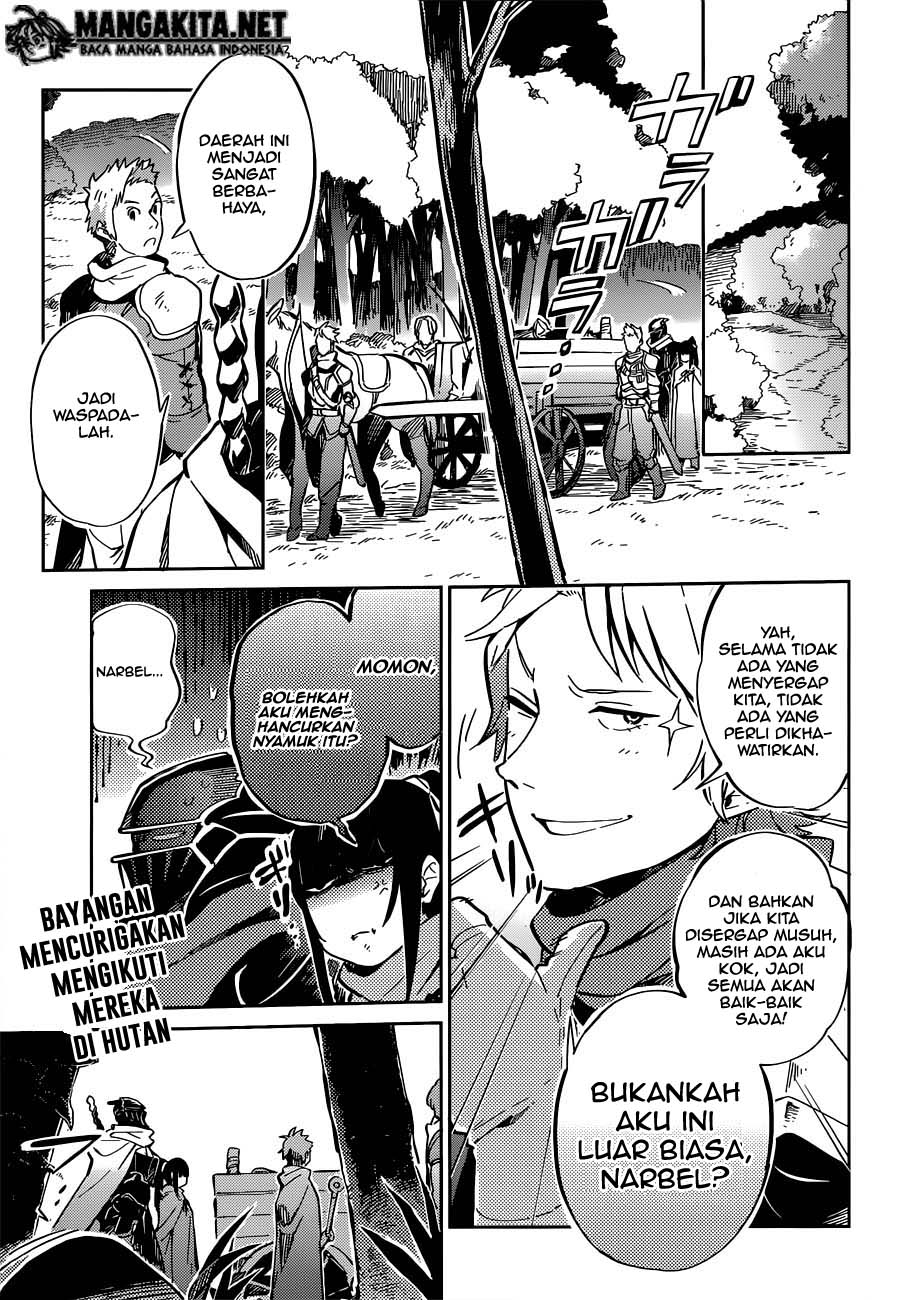 MANGAKITA.NET
BACA MANGA BAHASA INDONESIA
ガラガラ
DAERAH INI
MENJADI
SANGAT
BERBA-
HAYA,
JADI
WASPADA-
LAH.
YAH,
SELAMA TIDAK
ADA YANG
MENYERGAP
KITA, TIDAK
ADA YANG
PERLI DIKHA-
WATIRKAN.
DAN BAHKAN
JIKA KITA
DISERGAP MUSUH,
MASIH ADA AKU
KOK, JADI
SEMUA AKAN
BAIK-BAIK
SAJA!
BUKANKAH
AKU INI
LUAR BIASA,
NARBEL?
MOMON,
BOLEHKAH
AKU MENG-
HANCURKAN
NYAMUK ITU?
NARBEL...
BAYANGAN
MENCURIGAKAN
MENGIKUTI
MEREKA
DI HUTAN